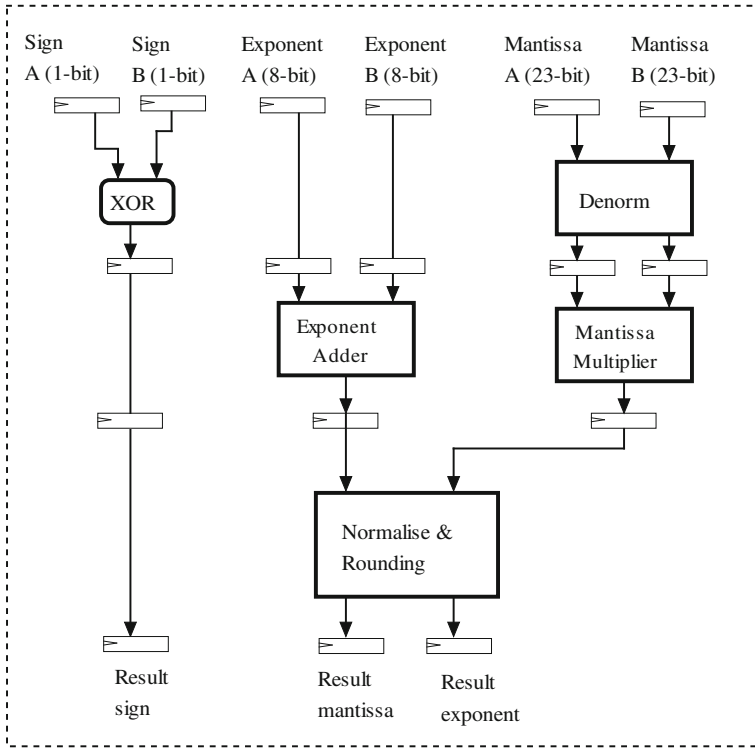 Sign
A (1-bit)
Sign
B (1-bit)
Exponent
A (8-bit)
Exponent
B (8-bit)
Mantissa
A (23-bit)
Mantissa
B (23-bit)
XOR
Denorm
Exponent
Adder
Mantissa
Multiplier
Normalise &
Rounding
Result
sign
Result
mantissa
Result
exponent